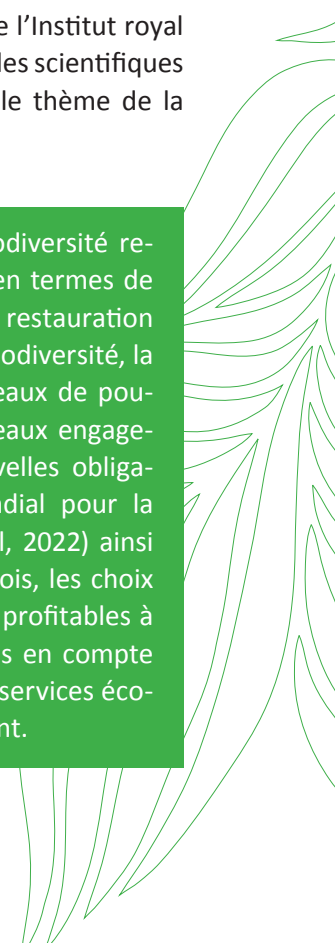 e l’Institut royal
des scientifiques
le thème de la
odiversité re-
en termes de
restauration
odiversité, la
eaux de pou-
eaux engage-
velles obliga-
dial pour la
l, 2022) ainsi
ois, les choix
profitables à
s en compte
services éco-
nt.